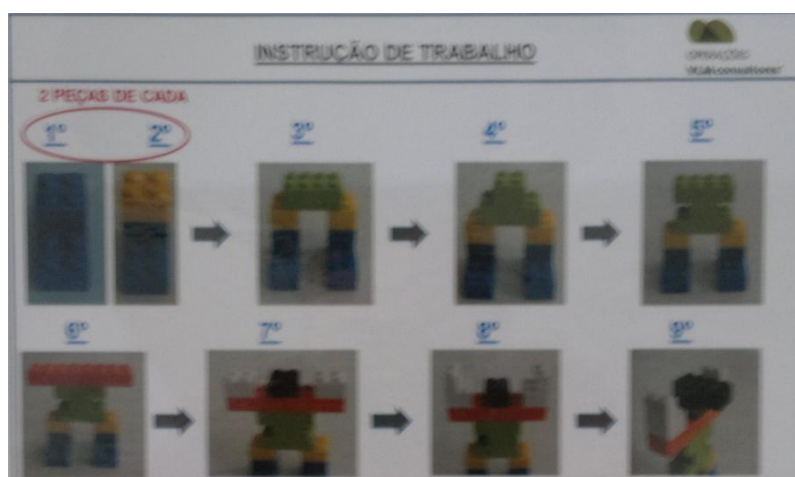 INSTRUÇÃO DE TRABALHO
2 PEÇAS DE CADA
1º 2º 3º 4º 5º
6º 7º 8º 9º